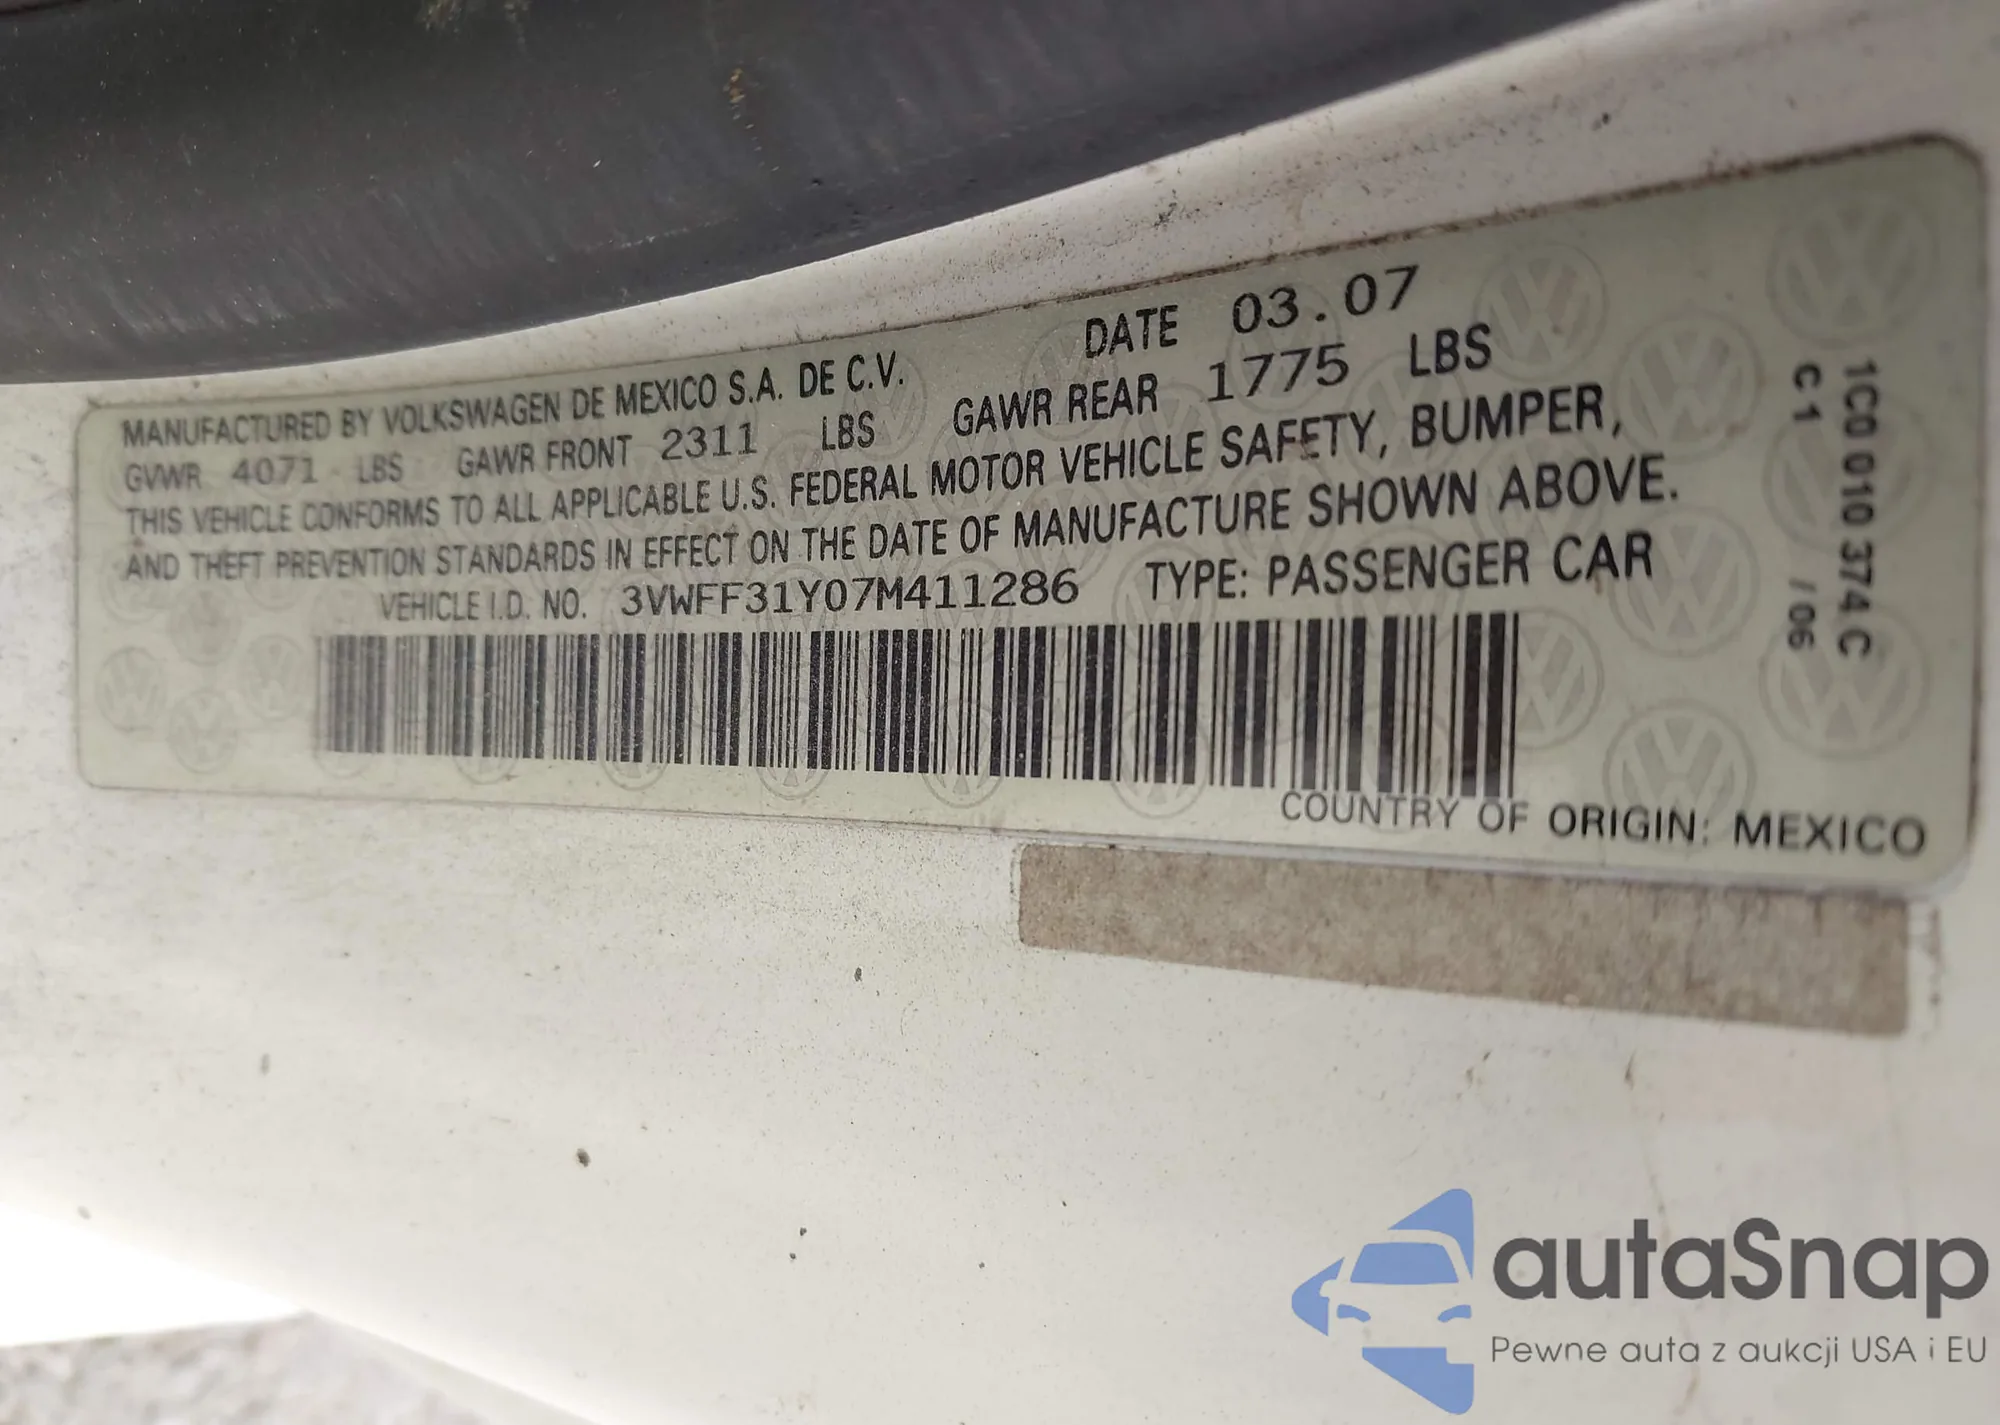 MANUFACTURED BY VOLKSWAGEN DE MEXICO S.A. DE C.V. DATE 03.07
GVWR 4071 LBS GAWR FRONT 2311 LBS GAWR REAR 1775 LBS
THIS VEHICLE CONFORMS TO ALL APPLICABLE U.S. FEDERAL MOTOR VEHICLE SAFETY, BUMPER,
AND THEFT PREVENTION STANDARDS IN EFFECT ON THE DATE OF MANUFACTURE SHOWN ABOVE.
VEHICLE I.D. NO. 3VWFF31Y07M411286 TYPE: PASSENGER CAR
COUNTRY OF ORIGIN: MEXICO
1C0 010 374 C
C1 / 06
autaSnap
Pewne auta z aukcji USA i EU